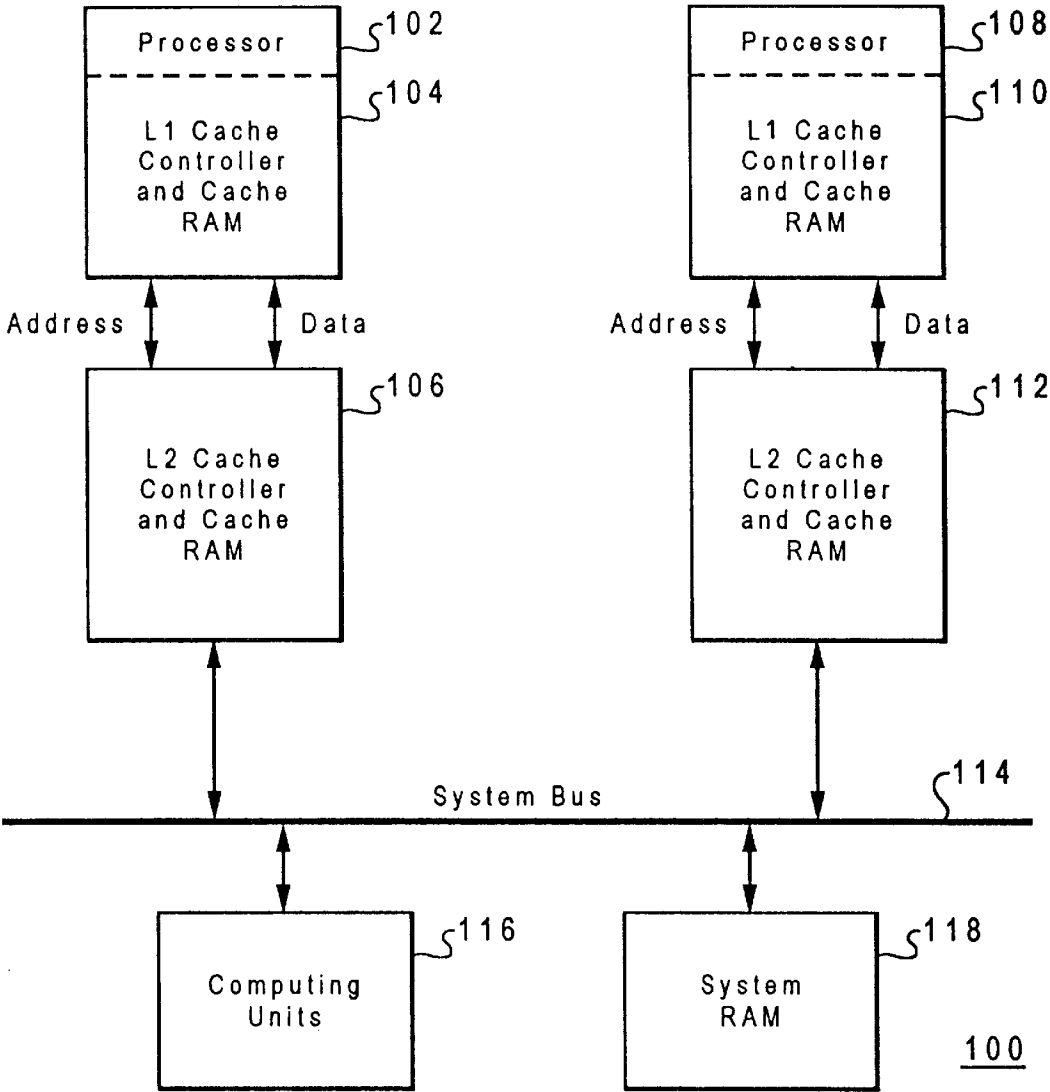 Processor
102
104
L1 Cache
Controller
and Cache
RAM
Processor
108
110
L1 Cache
Controller
and Cache
RAM
Address
Data
Address
Data
106
L2 Cache
Controller
and Cache
RAM
112
L2 Cache
Controller
and Cache
RAM
System Bus
114
116
Computing
Units
118
System
RAM
100